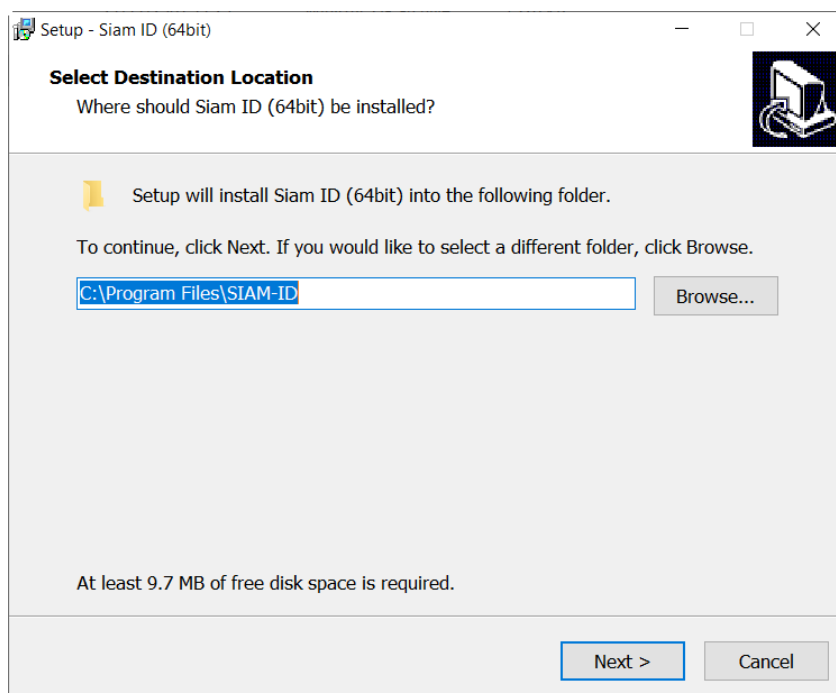 Setup - Siam ID (64bit)
Select Destination Location
Where should Siam ID (64bit) be installed?
Setup will install Siam ID (64bit) into the following folder.
To continue, click Next. If you would like to select a different folder, click Browse.
C:\Program Files\SIAM-ID
Browse...
At least 9.7 MB of free disk space is required.
Next >
Cancel